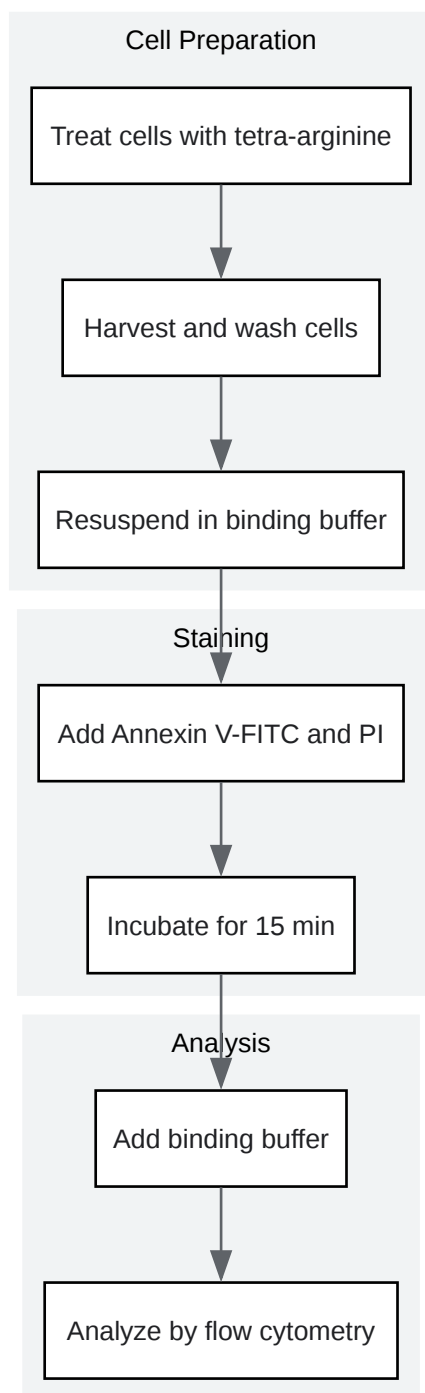 Cell Preparation
Treat cells with tetra-arginine
Harvest and wash cells
Resuspend in binding buffer
Staining
Add Annexin V-FITC and PI
Incubate for 15 min
Analysis
Add binding buffer
Analyze by flow cytometry